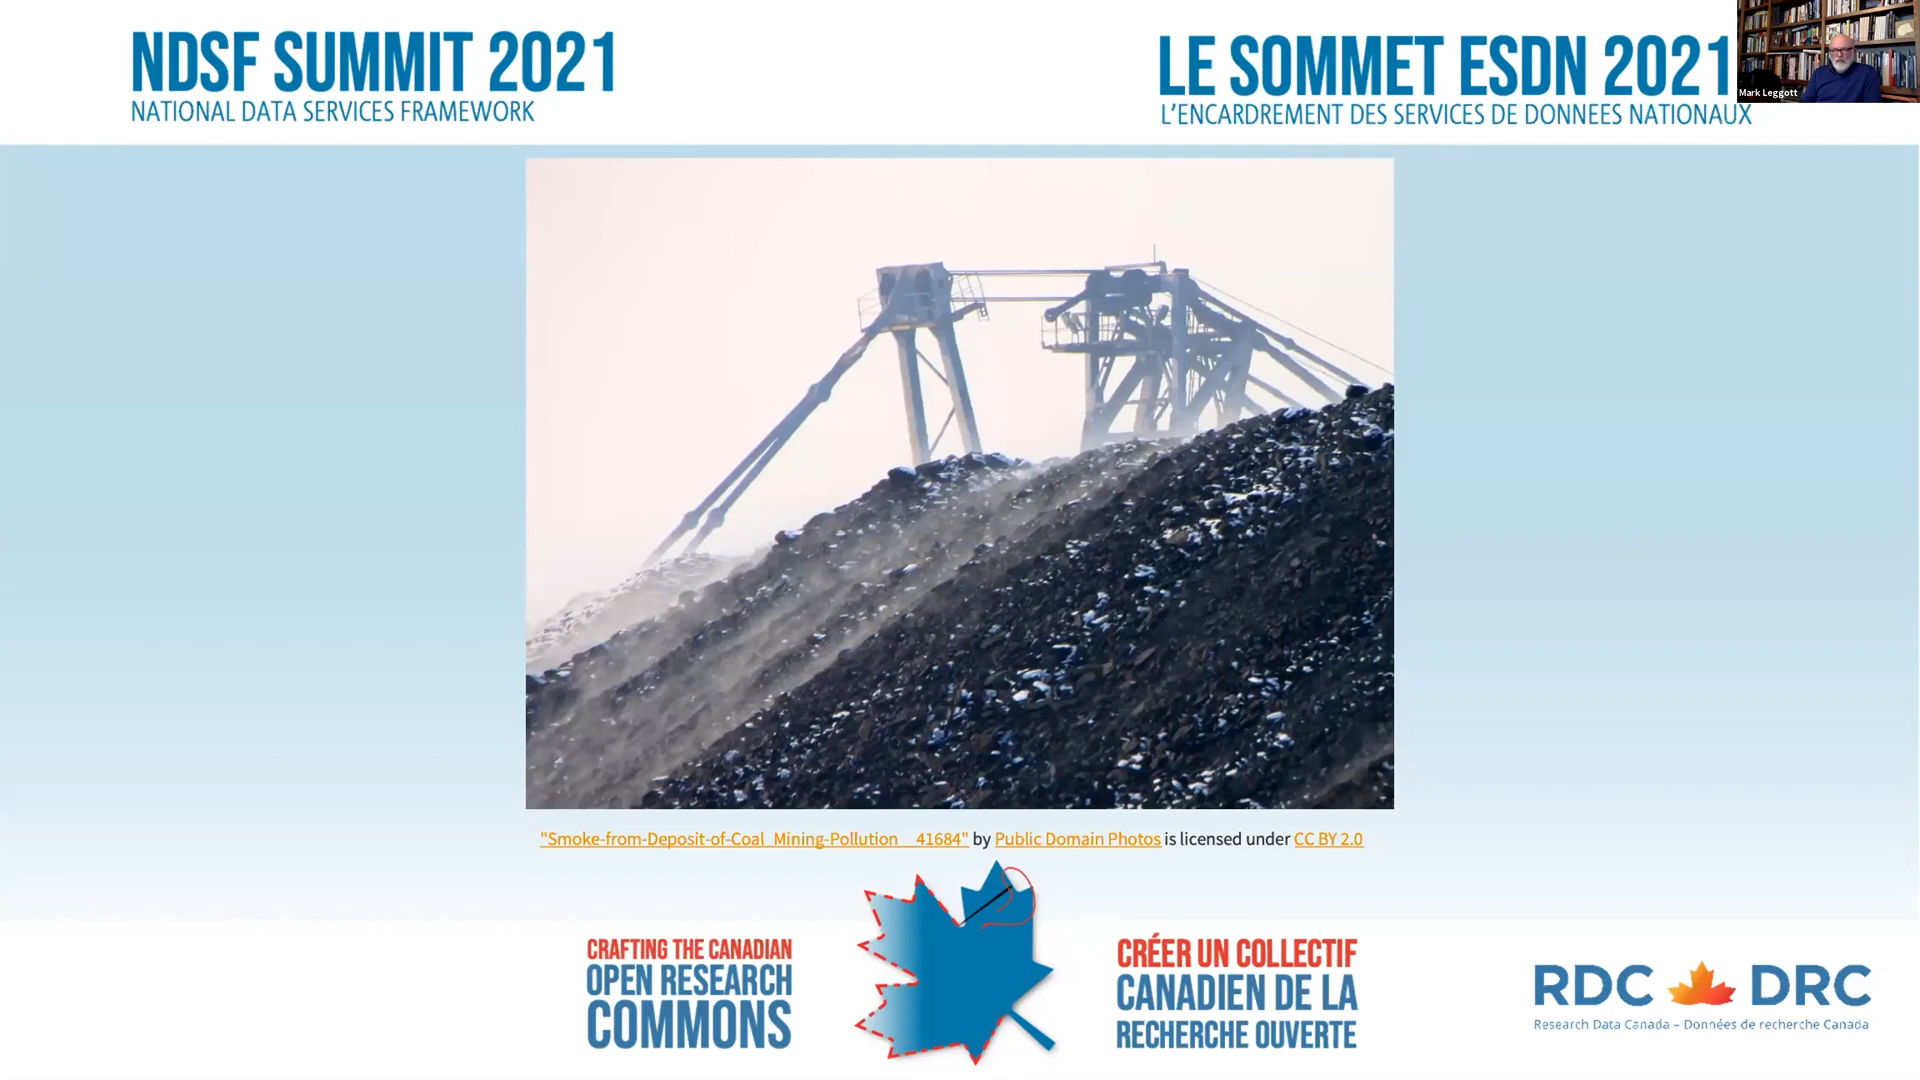 NDSF SUMMIT 2021
NATIONAL DATA SERVICES FRAMEWORK
LE SOMMET ESDN 2021
L'ENCARDREMENT DES SERVICES DE DONNEES NATIONAUX
Mark Leggott
"Smoke-from-Deposit-of-Coal_Mining-Pollution__41684" by Public Domain Photos is licensed under CC BY 2.0
CRAFTING THE CANADIAN
OPEN RESEARCH
COMMONS
CRÉER UN COLLECTIF
CANADIEN DE LA
RECHERCHE OUVERTE
RDC DRC
Research Data Canada – Données de recherche Canada